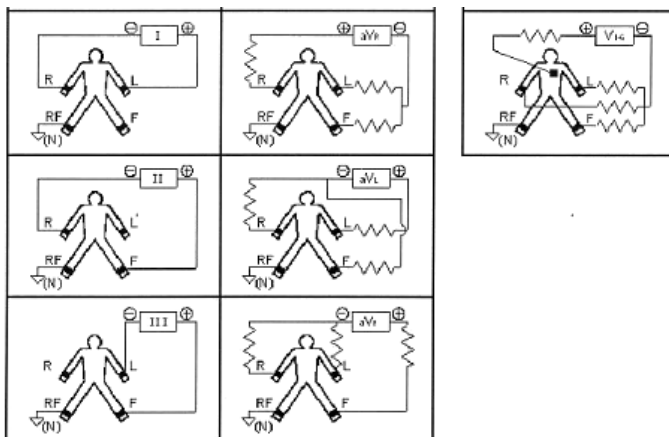 ⊖ I ⊕
R L
RF F
(N)
⊕ aVR ⊖
R L
RF F
(N)
⊕ V1-6 ⊖
R L
RF F
(N)
⊖ II ⊕
R L'
RF F
(N)
⊖ aVL ⊕
R L
RF F
(N)
⊖ III ⊕
R L
RF F
(N)
⊖ aVF ⊕
R L
RF F
(N)